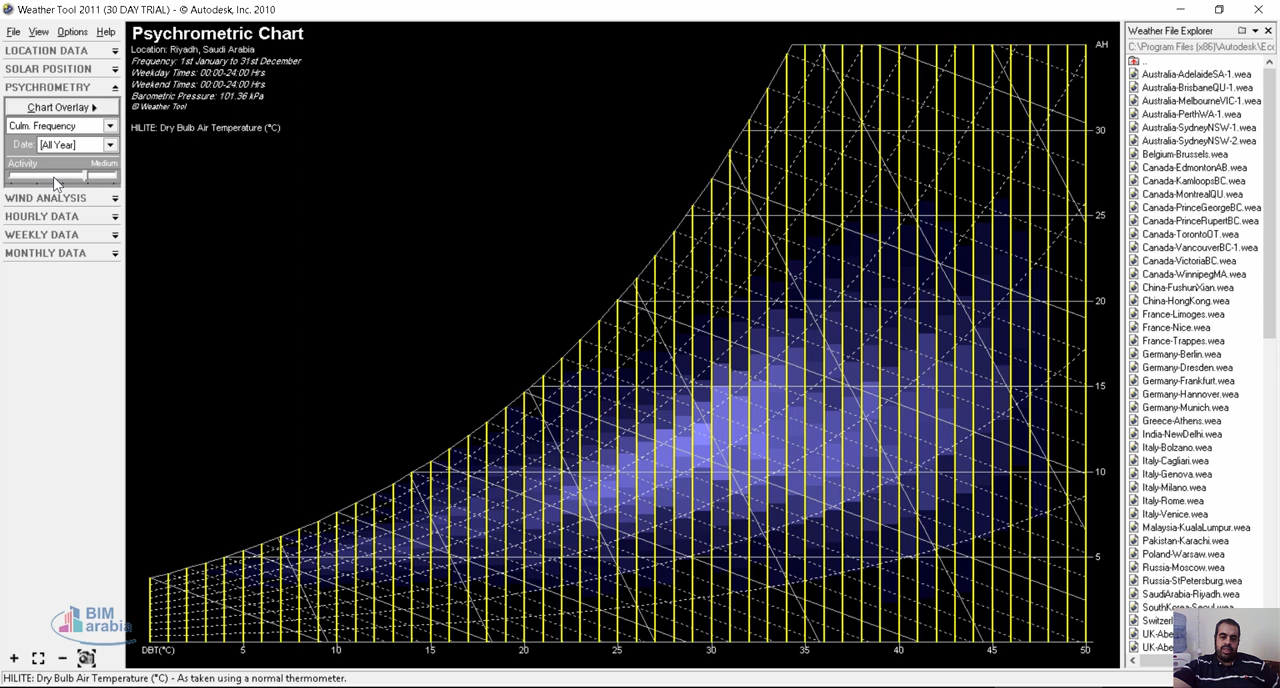 Weather Tool 2011 (30 DAY TRIAL) - © Autodesk, Inc. 2010
File View Options Help
LOCATION DATA
SOLAR POSITION
PSYCHROMETRY
Chart Overlay
Culm. Frequency
Date: [All Year]
Activity Medium
WIND ANALYSIS
HOURLY DATA
WEEKLY DATA
MONTHLY DATA
Psychrometric Chart
Location: Riyadh, Saudi Arabia
Frequency: 1st January to 31st December
Weekday Times: 00:00-24:00 Hrs
Weekend Times: 00:00-24:00 Hrs
Barometric Pressure: 101.36 kPa
© Weather Tool
HILITE: Dry Bulb Air Temperature (°C)
AH
30
25
20
15
10
5
DBT(°C) 5 10 15 20 25 30 35 40 45 50
BIM
arabia
Weather File Explorer
C:\Program Files (x86)\Autodesk\Ecc
..
Australia-AdelaideSA-1.wea
Australia-BrisbaneQU-1.wea
Australia-MelbourneVIC-1.wea
Australia-PerthWA-1.wea
Australia-SydneyNSW-1.wea
Australia-SydneyNSW-2.wea
Belgium-Brussels.wea
Canada-EdmontonAB.wea
Canada-KamloopsBC.wea
Canada-MontrealQU.wea
Canada-PrinceGeorgeBC.wea
Canada-PrinceRupertBC.wea
Canada-TorontoOT.wea
Canada-VancouverBC-1.wea
Canada-VictoriaBC.wea
Canada-WinnipegMA.wea
China-FushunXian.wea
China-HongKong.wea
France-Limoges.wea
France-Nice.wea
France-Trappes.wea
Germany-Berlin.wea
Germany-Dresden.wea
Germany-Frankfurt.wea
Germany-Hannover.wea
Germany-Munich.wea
Greece-Athens.wea
India-NewDelhi.wea
Italy-Bolzano.wea
Italy-Cagliari.wea
Italy-Genova.wea
Italy-Milano.wea
Italy-Rome.wea
Italy-Venice.wea
Malaysia-KualaLumpur.wea
Pakistan-Karachi.wea
Poland-Warsaw.wea
Russia-Moscow.wea
Russia-StPetersburg.wea
SaudiArabia-Riyadh.wea
SouthKorea-Seoul.wea
Switzerl
UK-Abe
UK-Abe
HILITE: Dry Bulb Air Temperature (°C) - As taken using a normal thermometer.